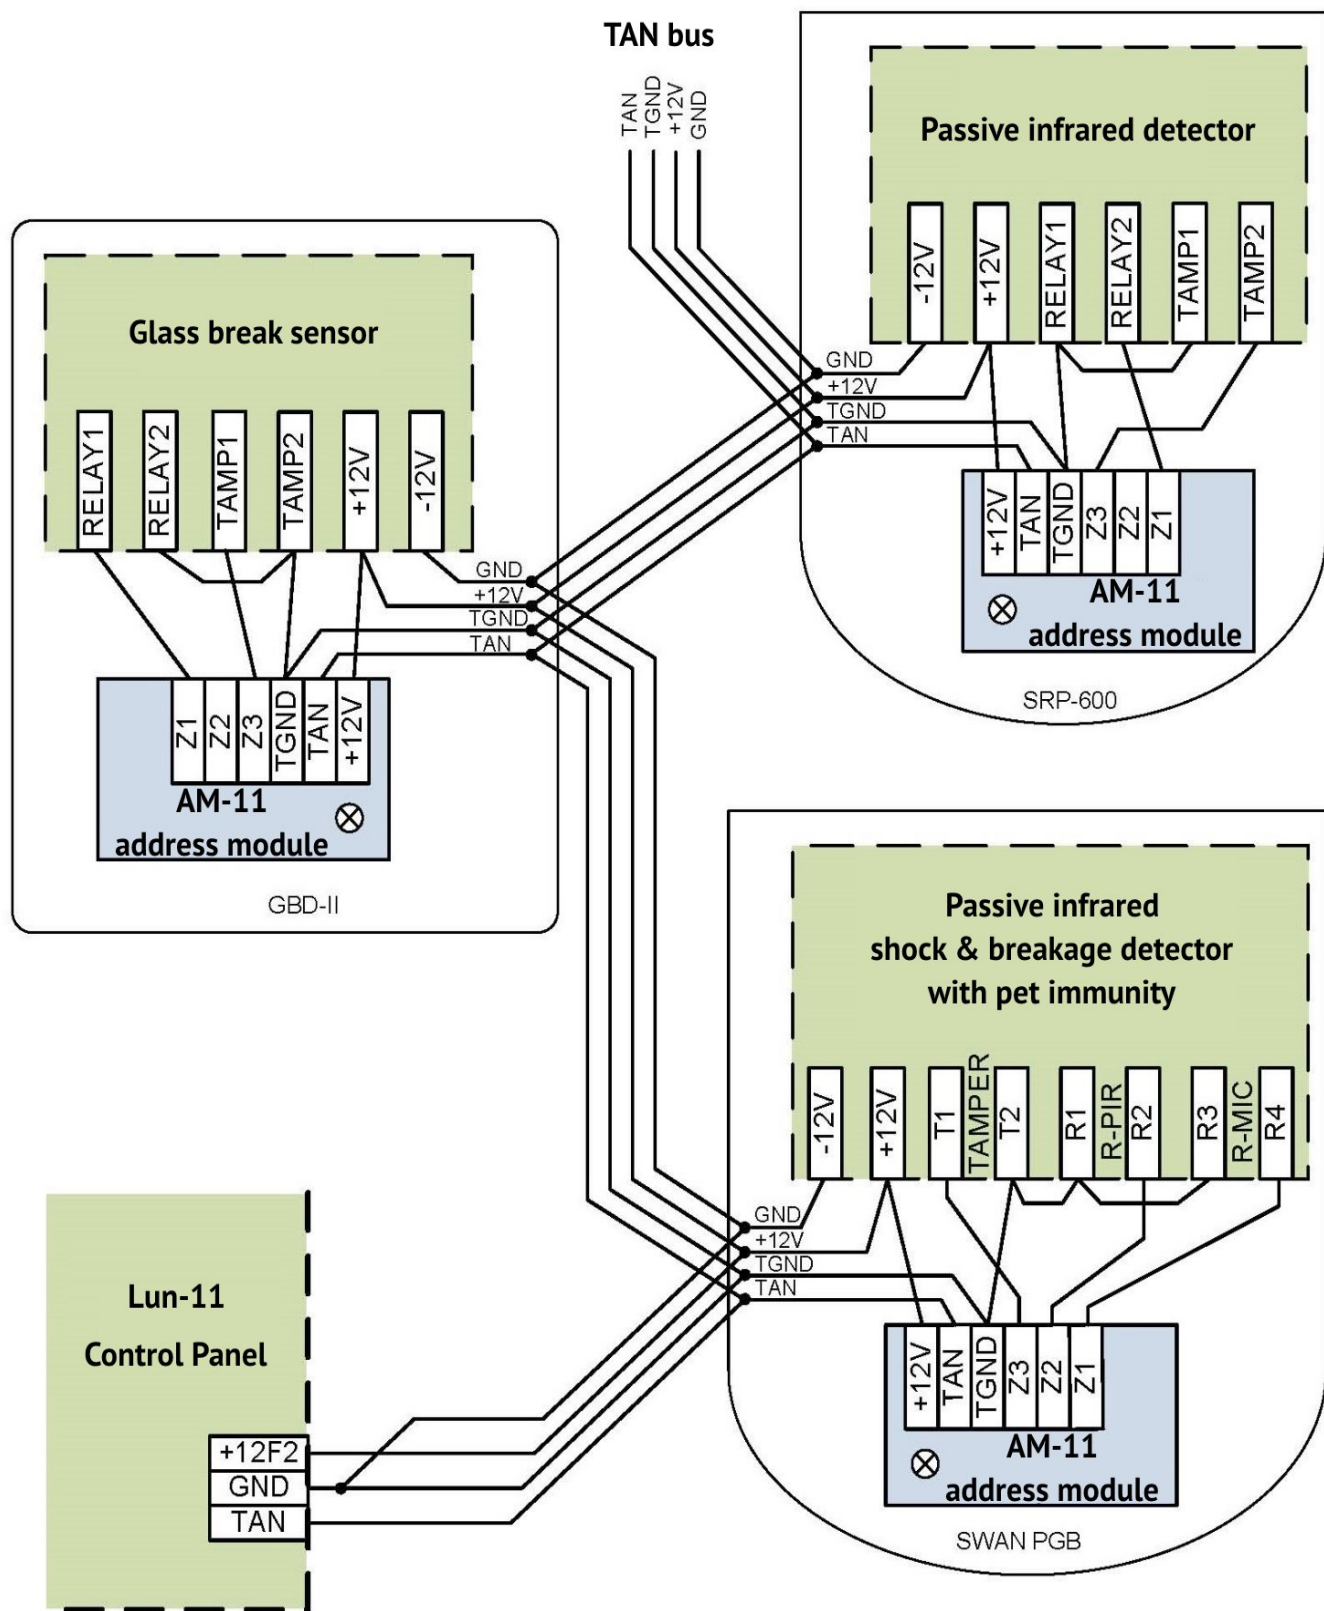 TAN bus
TAN
TGND
+12V
GND
Passive infrared detector
-12V
+12V
RELAY1
RELAY2
TAMP1
TAMP2
GND
+12V
TGND
TAN
+12V
TAN
TGND
Z3
Z2
Z1
AM-11
address module
SRP-600
Glass break sensor
RELAY1
RELAY2
TAMP1
TAMP2
+12V
-12V
GND
+12V
TGND
TAN
Z1
Z2
Z3
TGND
TAN
+12V
AM-11
address module
GBD-II
Passive infrared
shock & breakage detector
with pet immunity
-12V
+12V
T1
TAMPER
T2
R1
R-PIR
R2
R3
R-MIC
R4
GND
+12V
TGND
TAN
+12V
TAN
TGND
Z3
Z2
Z1
AM-11
address module
SWAN PGB
Lun-11
Control Panel
+12F2
GND
TAN